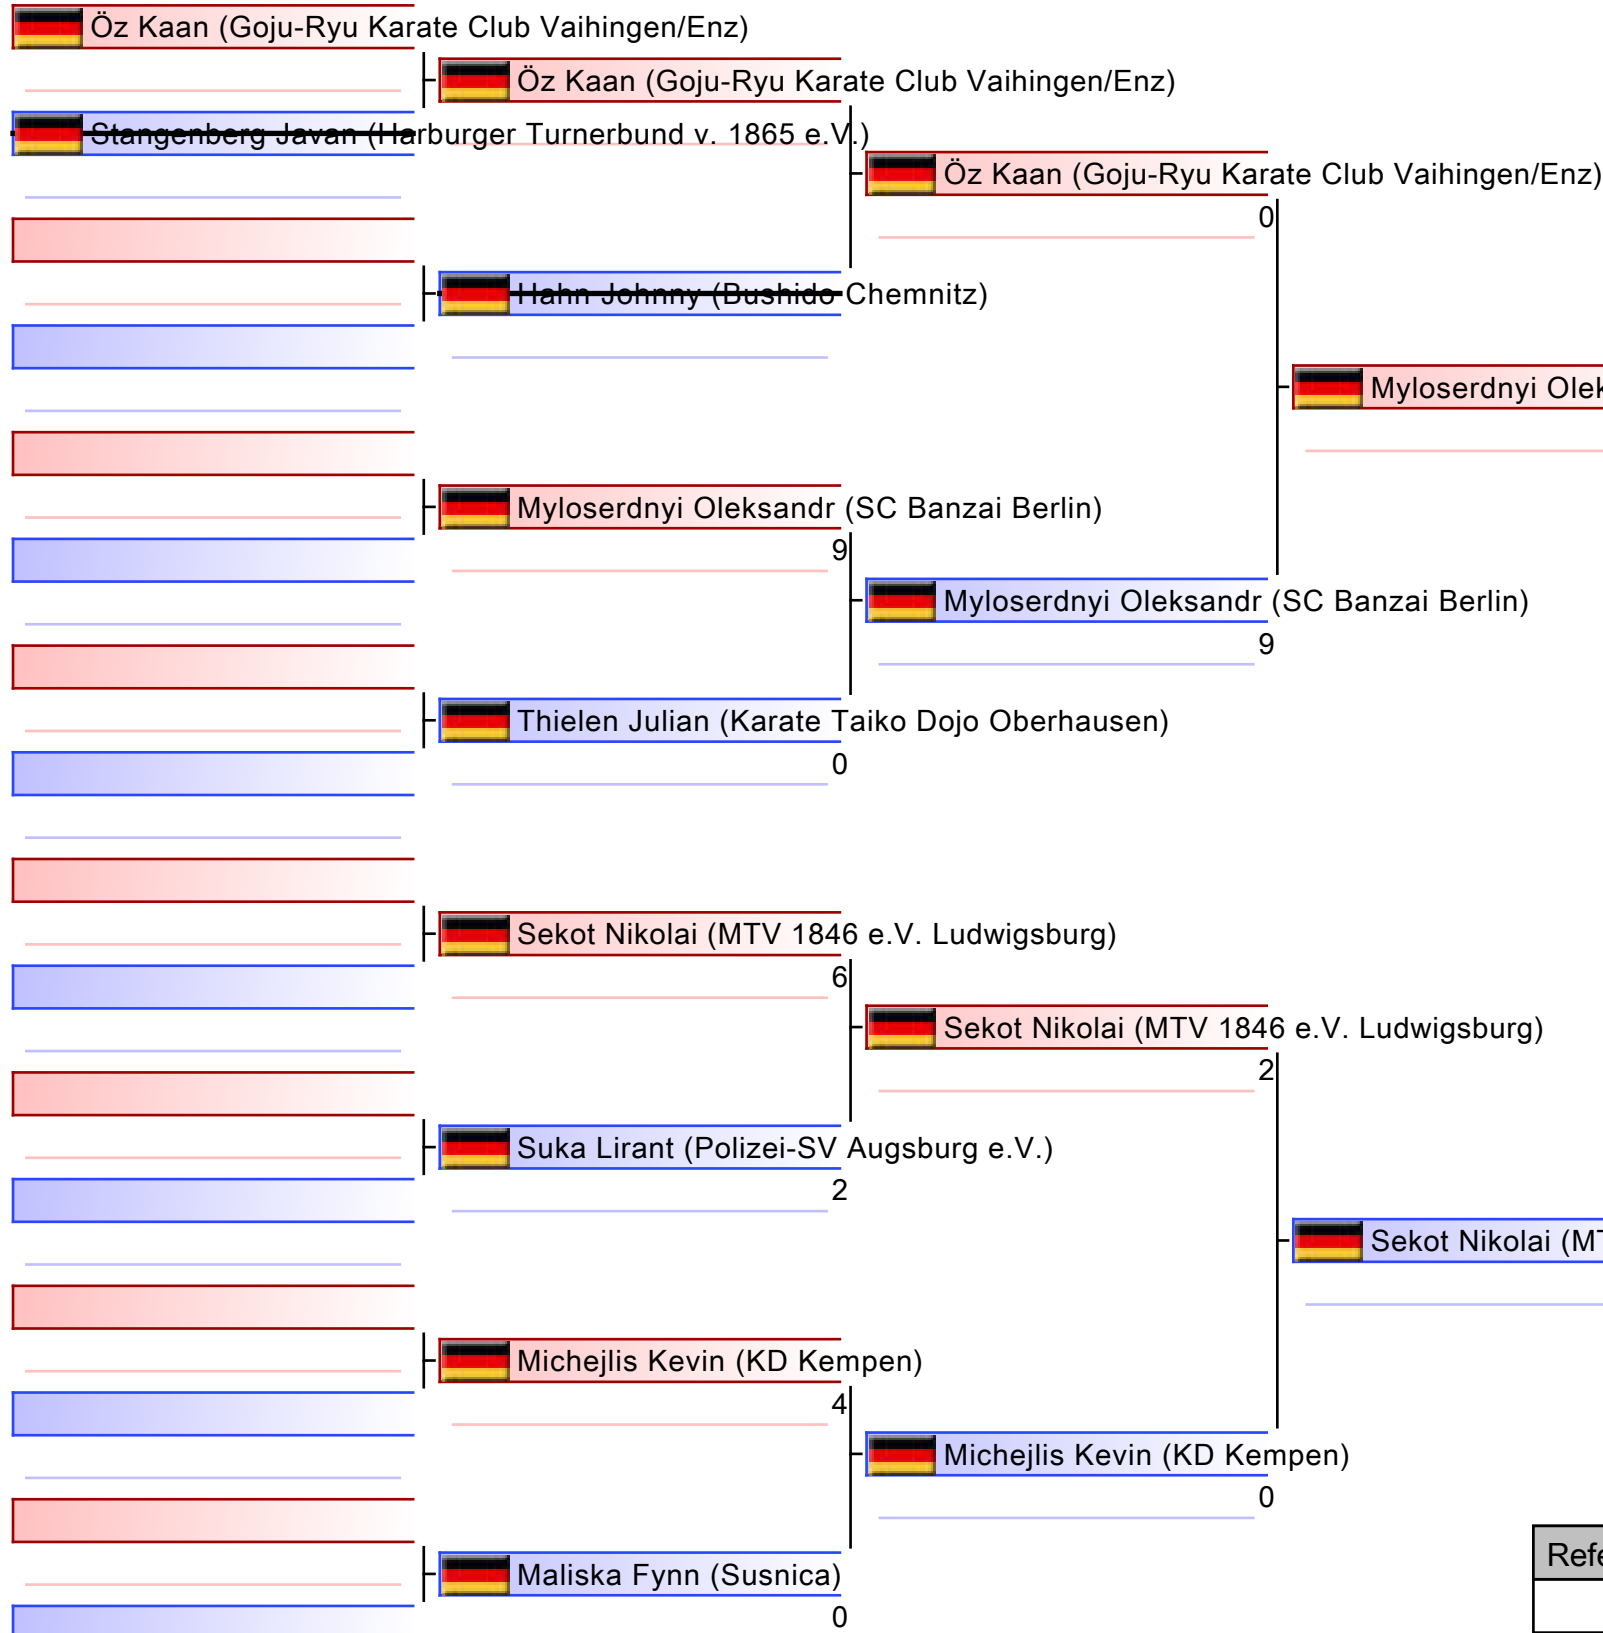 Öz Kaan (Goju-Ryu Karate Club Vaihingen/Enz)
Öz Kaan (Goju-Ryu Karate Club Vaihingen/Enz)
Stangenberg Javan (Harburger Turnerbund v. 1865 e.V.)
Öz Kaan (Goju-Ryu Karate Club Vaihingen/Enz)
0
Hahn Johnny (Bushido Chemnitz)
Myloserdnyi Olek
Myloserdnyi Oleksandr (SC Banzai Berlin)
9
Myloserdnyi Oleksandr (SC Banzai Berlin)
9
Thielen Julian (Karate Taiko Dojo Oberhausen)
0
Sekot Nikolai (MTV 1846 e.V. Ludwigsburg)
6
Sekot Nikolai (MTV 1846 e.V. Ludwigsburg)
2
Suka Lirant (Polizei-SV Augsburg e.V.)
2
Sekot Nikolai (MT
Michejlis Kevin (KD Kempen)
4
Michejlis Kevin (KD Kempen)
0
Refe
Maliska Fynn (Susnica)
0